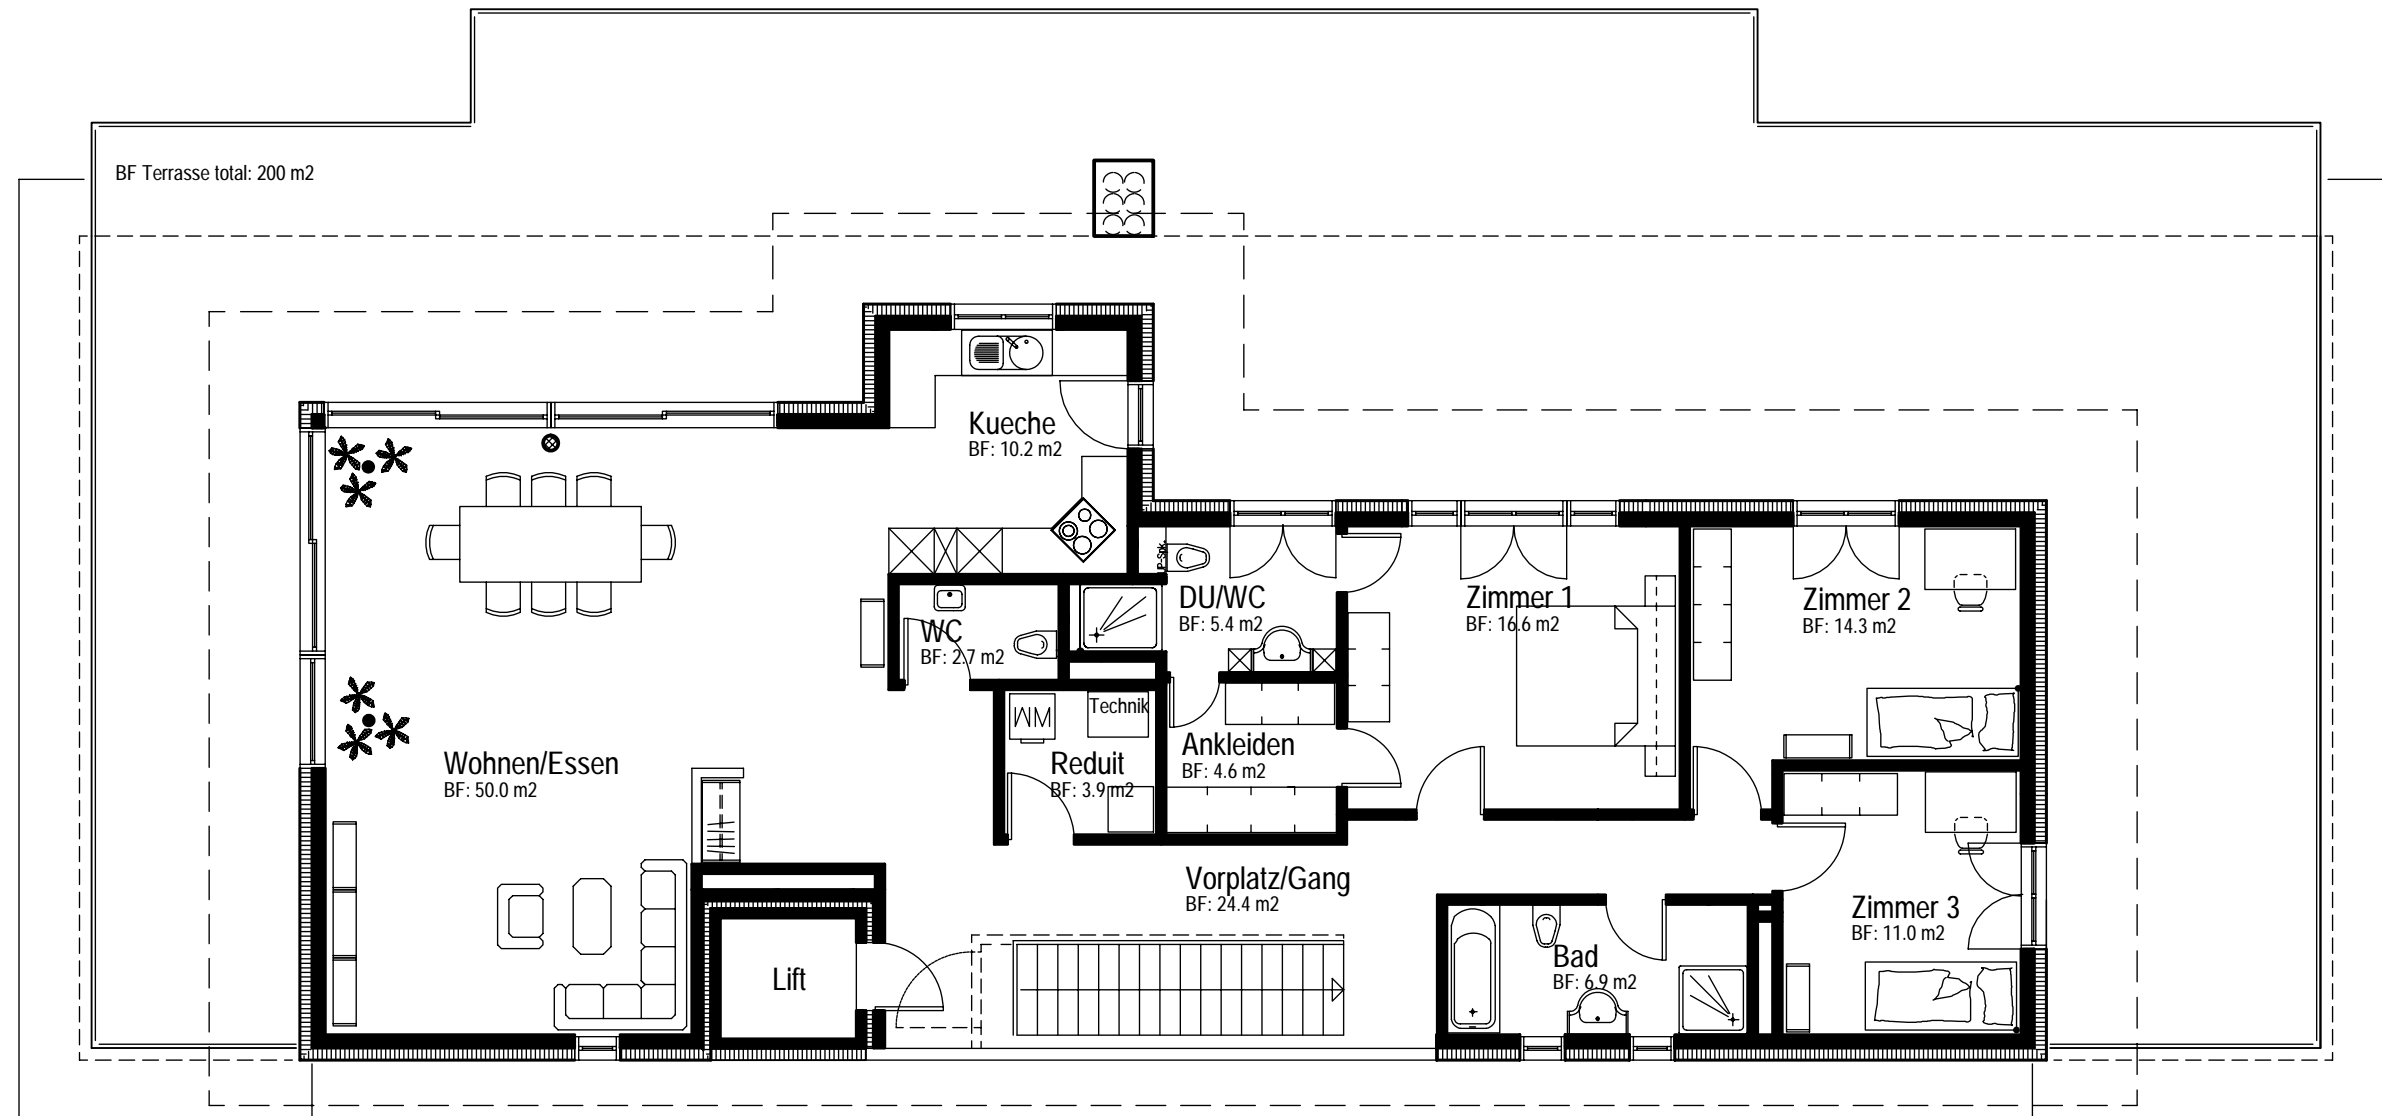 BF Terrasse total: 200 m2
Kueche
BF: 10.2 m2
UP-Spk.
DU/WC
BF: 5.4 m2
Zimmer 1
BF: 16.6 m2
Zimmer 2
BF: 14.3 m2
WC
BF: 2.7 m2
WM
Technik
Wohnen/Essen
BF: 50.0 m2
Reduit
BF: 3.9 m2
Ankleiden
BF: 4.6 m2
Vorplatz/Gang
BF: 24.4 m2
Zimmer 3
BF: 11.0 m2
Lift
Bad
BF: 6.9 m2